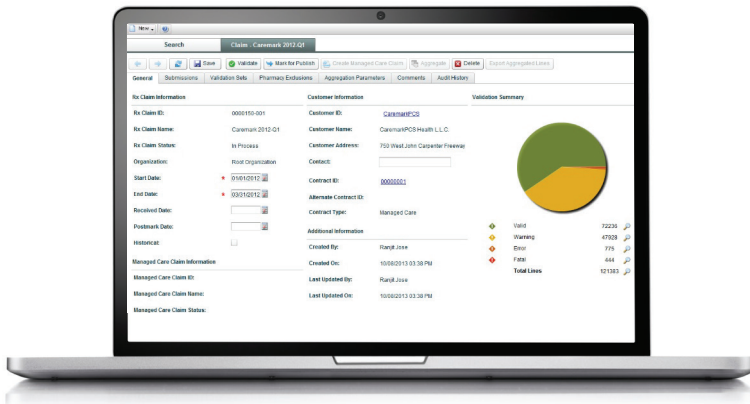 New
Search
Claim - Caremark 2012-Q1
Save
Validate
Mark for Publish
Create Managed Care Claim
Aggregate
Delete
Export Aggregated Lines
General
Submissions
Validation Sets
Pharmacy Exclusions
Aggregation Parameters
Comments
Audit History
Rx Claim Information
Rx Claim ID: 0000158-001
Rx Claim Name: Caremark 2012-Q1
Rx Claim Status: In Process
Organization: Root Organization
Start Date: * 01/01/2012
End Date: * 03/31/2012
Received Date:
Postmark Date:
Historical:
Managed Care Claim Information
Managed Care Claim ID:
Managed Care Claim Name:
Managed Care Claim Status:
Customer Information
Customer ID: CaremarkPCS
Customer Name: CaremarkPCS Health L.L.C.
Customer Address: 750 West John Carpenter Freeway
Contact:
Contract ID: 00000001
Alternate Contract ID:
Contract Type: Managed Care
Additional Information
Created By: Ranjit Jose
Created On: 10/08/2013 03:38 PM
Last Updated By: Ranjit Jose
Last Updated On: 10/08/2013 03:38 PM
Validation Summary
Valid 72236
Warning 47928
Error 775
Fatal 444
Total Lines 121383